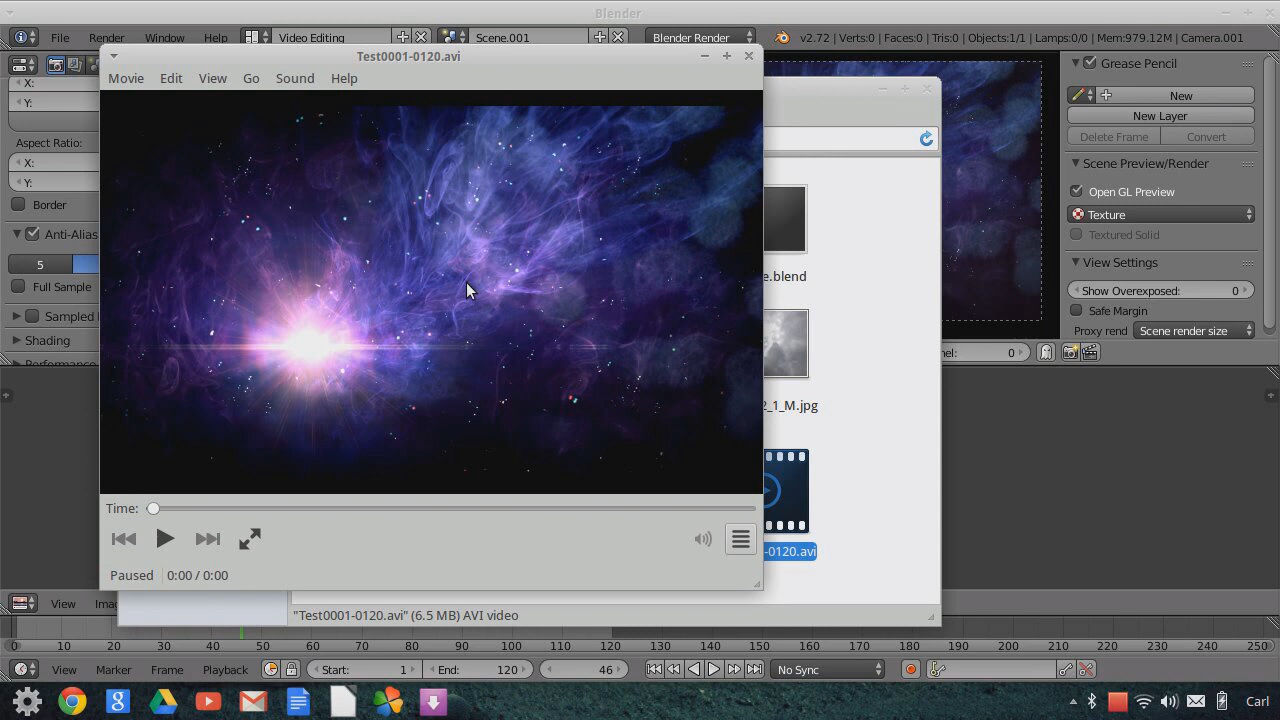 Blender
File Render Window Help Video Editing Scene.001 Blender Render v2.72 | Verts:0 | Faces:0 | Tris:0 | Objects:1/1 | Lamps:0/0 | Mem:979.12M | Camera.001
Test0001-0120.avi
Movie Edit View Go Sound Help
X:
Y:
Aspect Ratio:
X:
Y:
Border
Anti-Alias
5
Full Sample
Sampled
Shading
Time:
Paused 0:00 / 0:00
e.blend
2_1_M.jpg
-0120.avi
"Test0001-0120.avi" (6.5 MB) AVI video
Grease Pencil
New
New Layer
Delete Frame Convert
Scene Preview/Render
Open GL Preview
Texture
Textured Solid
View Settings
Show Overexposed: 0
Safe Margin
Proxy rend Scene render size
nel: 0
View Ima
0 10 20 30 40 50 60 70 80 90 100 110 120 130 140 150 160 170 180 190 200 210 220 230 240 250
View Marker Frame Playback Start: 1 End: 120 46 No Sync
g Carl